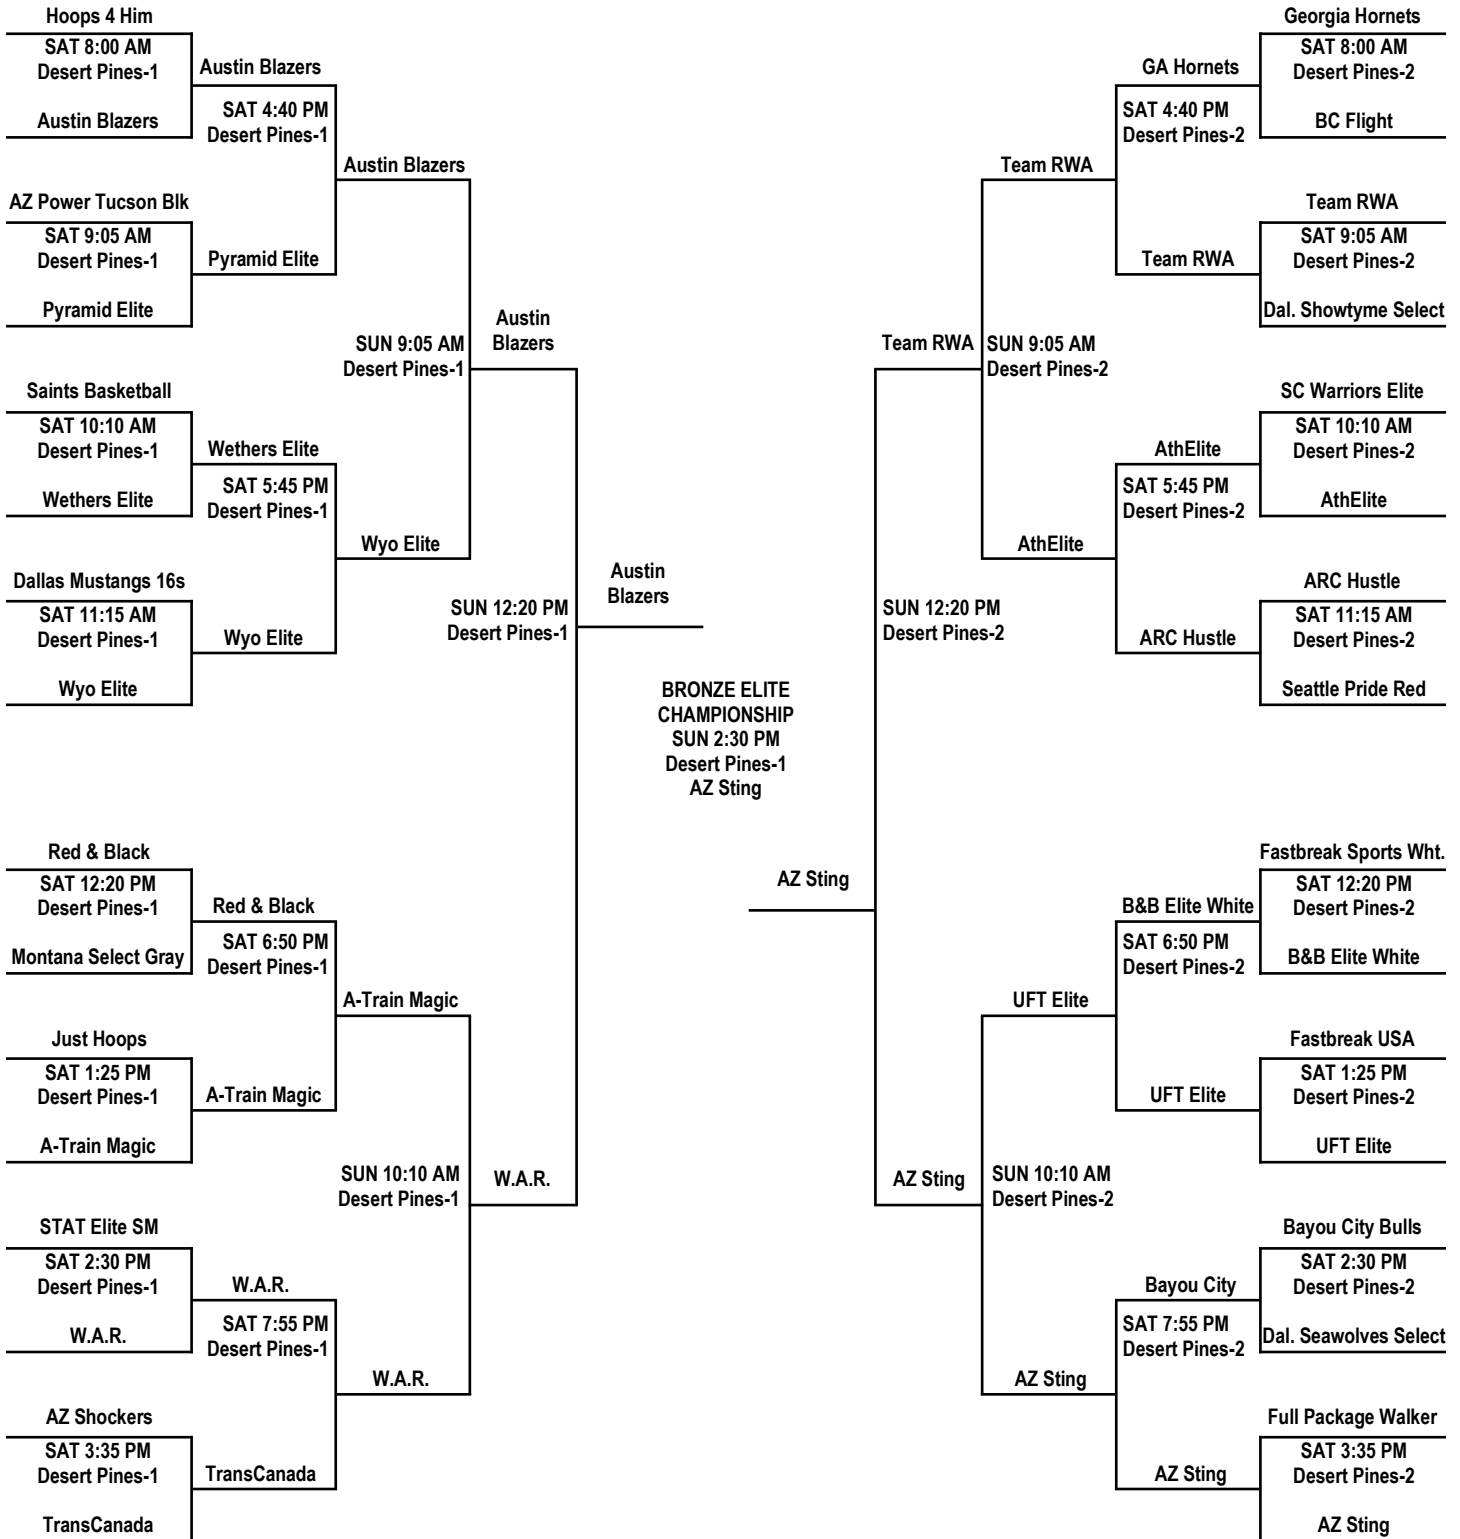 Hoops 4 Him
SAT 8:00 AM
Desert Pines-1
Austin Blazers
AZ Power Tucson Blk
SAT 9:05 AM
Desert Pines-1
Pyramid Elite
Saints Basketball
SAT 10:10 AM
Desert Pines-1
Wethers Elite
Dallas Mustangs 16s
SAT 11:15 AM
Desert Pines-1
Wyo Elite
Red & Black
SAT 12:20 PM
Desert Pines-1
Montana Select Gray
Just Hoops
SAT 1:25 PM
Desert Pines-1
A-Train Magic
STAT Elite SM
SAT 2:30 PM
Desert Pines-1
W.A.R.
AZ Shockers
SAT 3:35 PM
Desert Pines-1
TransCanada
Austin Blazers
SAT 4:40 PM
Desert Pines-1
Pyramid Elite
Wethers Elite
SAT 5:45 PM
Desert Pines-1
Wyo Elite
Red & Black
SAT 6:50 PM
Desert Pines-1
A-Train Magic
W.A.R.
SAT 7:55 PM
Desert Pines-1
TransCanada
Austin Blazers
SUN 9:05 AM
Desert Pines-1
Wyo Elite
A-Train Magic
SUN 10:10 AM
Desert Pines-1
W.A.R.
Austin
Blazers
SUN 12:20 PM
Desert Pines-1
W.A.R.
Austin
Blazers
BRONZE ELITE
CHAMPIONSHIP
SUN 2:30 PM
Desert Pines-1
AZ Sting
AZ Sting
Team RWA
SUN 12:20 PM
Desert Pines-2
AZ Sting
Team RWA
SUN 9:05 AM
Desert Pines-2
AthElite
UFT Elite
SUN 10:10 AM
Desert Pines-2
AZ Sting
GA Hornets
SAT 4:40 PM
Desert Pines-2
Team RWA
AthElite
SAT 5:45 PM
Desert Pines-2
ARC Hustle
B&B Elite White
SAT 6:50 PM
Desert Pines-2
UFT Elite
Bayou City
SAT 7:55 PM
Desert Pines-2
AZ Sting
Georgia Hornets
SAT 8:00 AM
Desert Pines-2
BC Flight
Team RWA
SAT 9:05 AM
Desert Pines-2
Dal. Showtyme Select
SC Warriors Elite
SAT 10:10 AM
Desert Pines-2
AthElite
ARC Hustle
SAT 11:15 AM
Desert Pines-2
Seattle Pride Red
Fastbreak Sports Wht.
SAT 12:20 PM
Desert Pines-2
B&B Elite White
Fastbreak USA
SAT 1:25 PM
Desert Pines-2
UFT Elite
Bayou City Bulls
SAT 2:30 PM
Desert Pines-2
Dal. Seawolves Select
Full Package Walker
SAT 3:35 PM
Desert Pines-2
AZ Sting